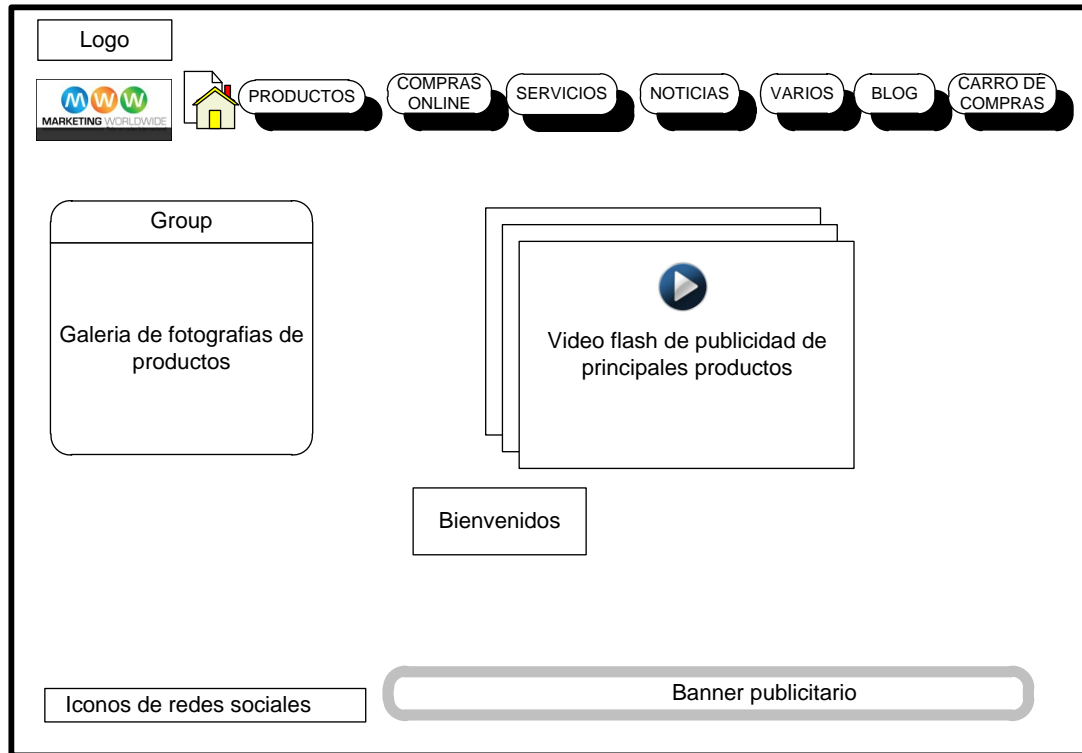 Logo
MWW
MARKETING WORLDWIDE
PRODUCTOS
COMPRAS
ONLINE
SERVICIOS
NOTICIAS
VARIOS
BLOG
CARRO DE
COMPRAS
Group
Galeria de fotografias de
productos
Video flash de publicidad de
principales productos
Bienvenidos
Iconos de redes sociales
Banner publicitario